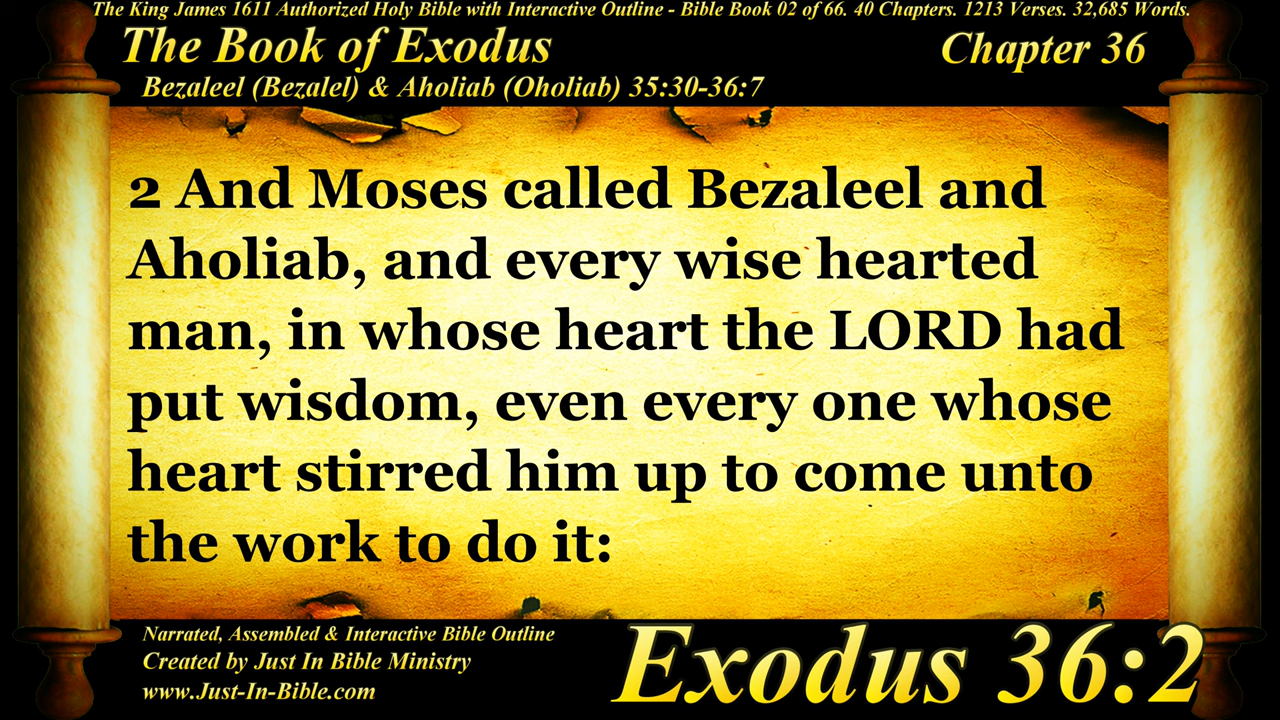 The King James 1611 Authorized Holy Bible with Interactive Outline - Bible Book 02 of 66. 40 Chapters. 1213 Verses. 32,685 Words.
The Book of Exodus
Chapter 36
Bezaleel (Bezalel) & Aholiab (Oholiab) 35:30-36:7
2 And Moses called Bezaleel and
Aholiab, and every wise hearted
man, in whose heart the LORD had
put wisdom, even every one whose
heart stirred him up to come unto
the work to do it:
Narrated, Assembled & Interactive Bible Outline
Created by Just In Bible Ministry
www.Just-In-Bible.com
Exodus 36:2